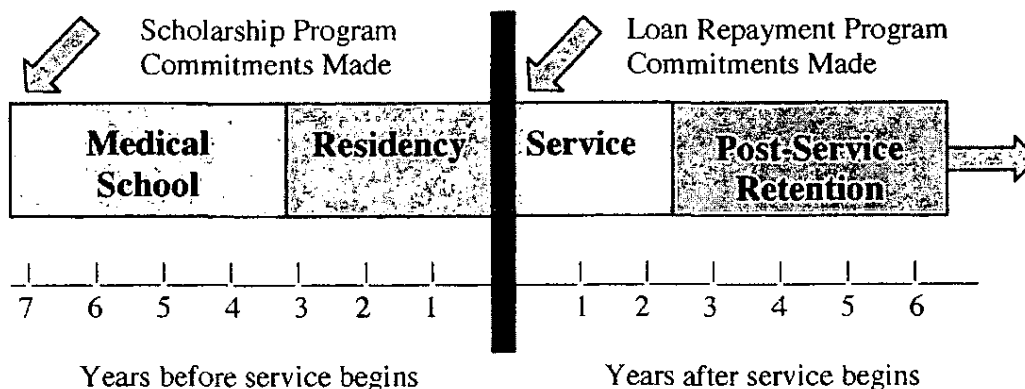 Scholarship Program
Commitments Made
Loan Repayment Program
Commitments Made
Medical
School
Residency
Service
Post-Service
Retention
7 6 5 4 3 2 1 1 2 3 4 5 6
Years before service begins
Years after service begins